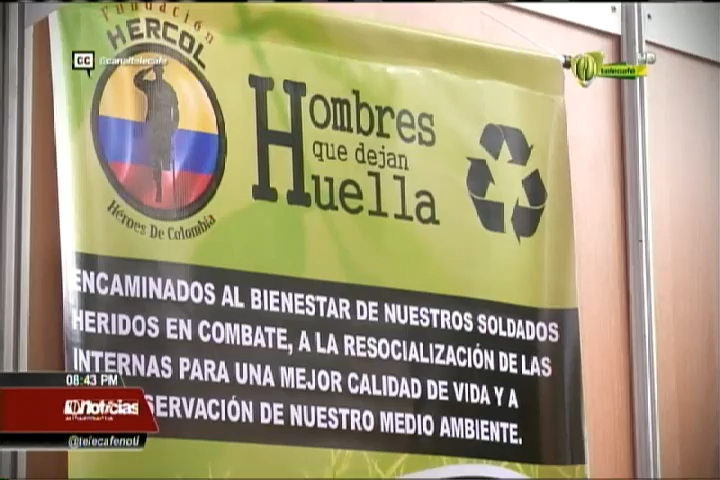 Fundación
HERCOL
Héroes De Colombia
CC
@canaltelecafe
telecafé
Hombres
que dejan
Huella
ENCAMINADOS AL BIENESTAR DE NUESTROS SOLDADOS
HERIDOS EN COMBATE, A LA RESOCIALIZACIÓN DE LAS
INTERNAS PARA UNA MEJOR CALIDAD DE VIDA Y A
SERVACIÓN DE NUESTRO MEDIO AMBIENTE.
08:43 PM
Noticias
@telecafenoti